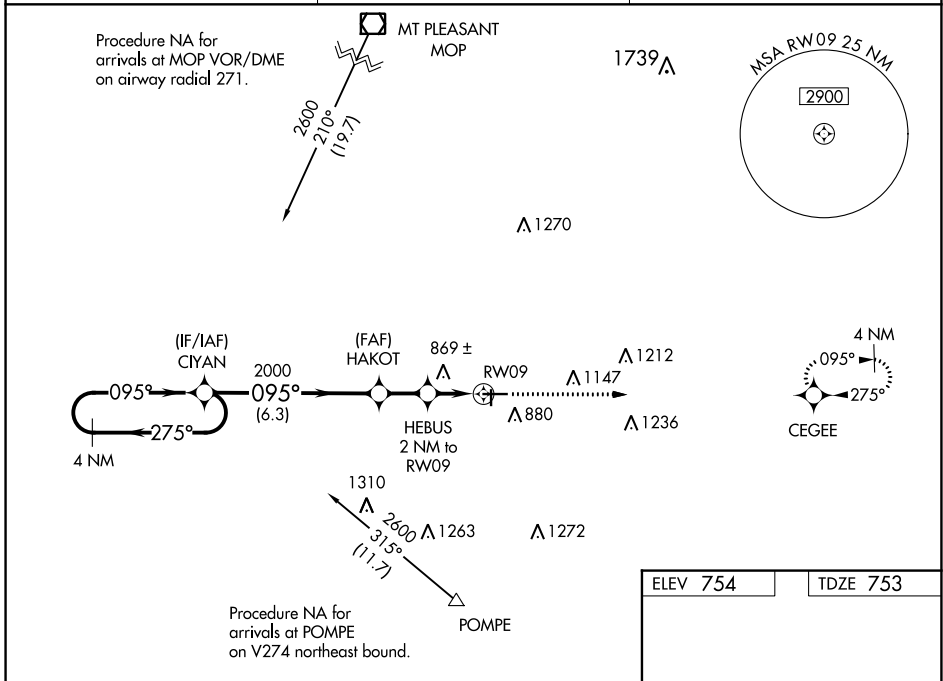 Procedure NA for
arrivals at MOP VOR/DME
on airway radial 271.
MT PLEASANT
MOP
2600
210°
(19.7)
1739
MSA RW09 25 NM
2900
1270
(IF/IAF)
CIYAN
095°
275°
4 NM
2000
095°
(6.3)
(FAF)
HAKOT
869 ±
HEBUS
2 NM to
RW09
RW09
880
1147
1212
1236
4 NM
095°
275°
CEGEE
1310
2600
315°
(11.7)
1263
1272
POMPE
Procedure NA for
arrivals at POMPE
on V274 northeast bound.
ELEV 754
TDZE 753